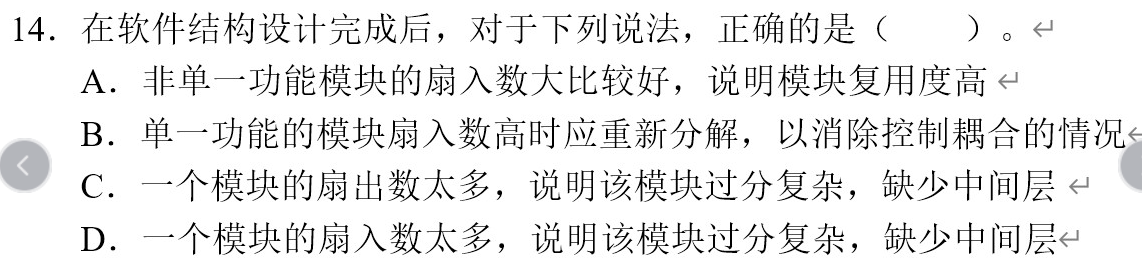 14. 在软件结构设计完成后，对于下列说法，正确的是（　　）。↵
A. 非单一功能模块的扇入数大比较好，说明模块复用度高↵
B. 单一功能的模块扇入数高时应重新分解，以消除控制耦合的情况↵
C. 一个模块的扇出数太多，说明该模块过分复杂，缺少中间层↵
D. 一个模块的扇入数太多，说明该模块过分复杂，缺少中间层↵